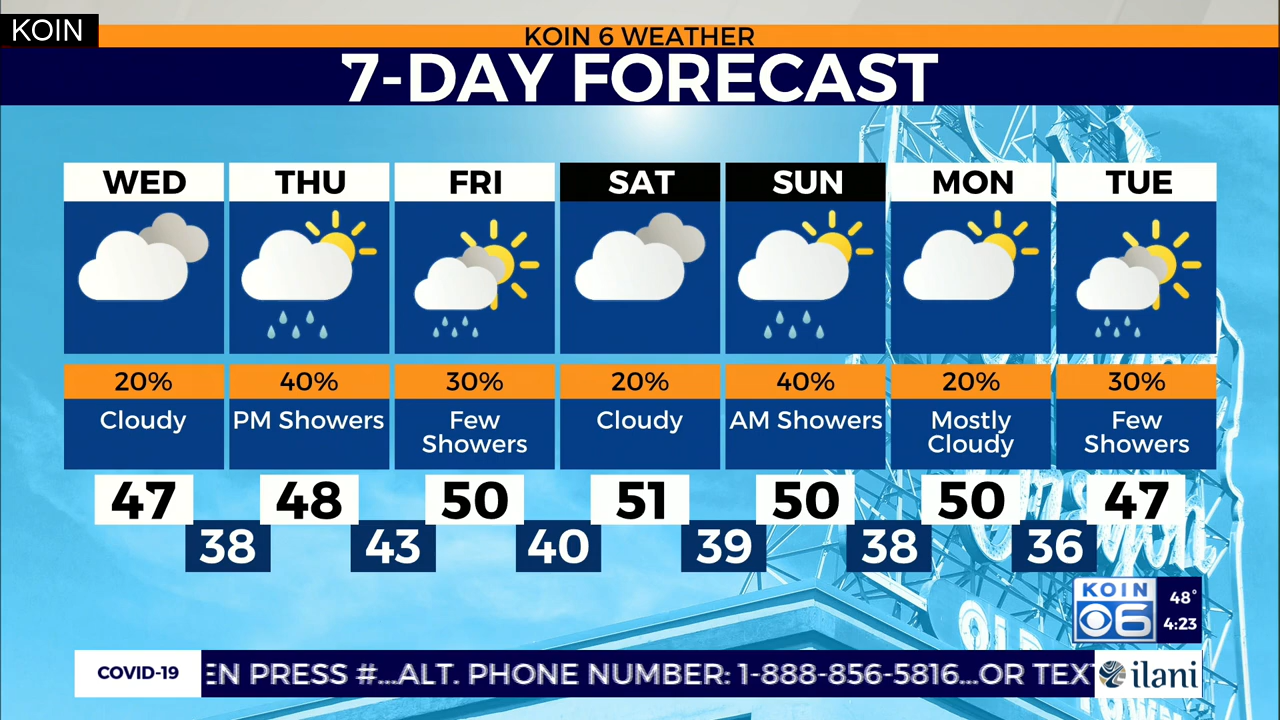 KOIN
KOIN 6 WEATHER
7-DAY FORECAST
WED THU FRI SAT SUN MON TUE
20% 40% 30% 20% 40% 20% 30%
Cloudy PM Showers Few Showers Cloudy AM Showers Mostly Cloudy Few Showers
47 48 50 51 50 50 47
38 43 40 39 38 36
KOIN 6
48°
4:23
COVID-19
EN PRESS #...ALT. PHONE NUMBER: 1-888-856-5816...OR TEXT
ilani